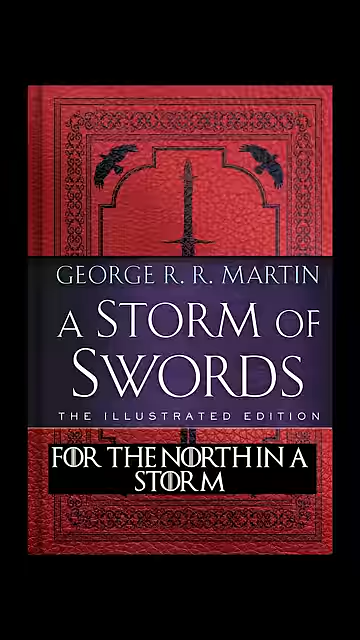 GEORGE R. R. MARTIN
A STORM OF
SWORDS
THE ILLUSTRATED EDITION
FOR THE NORTH IN A
STORM